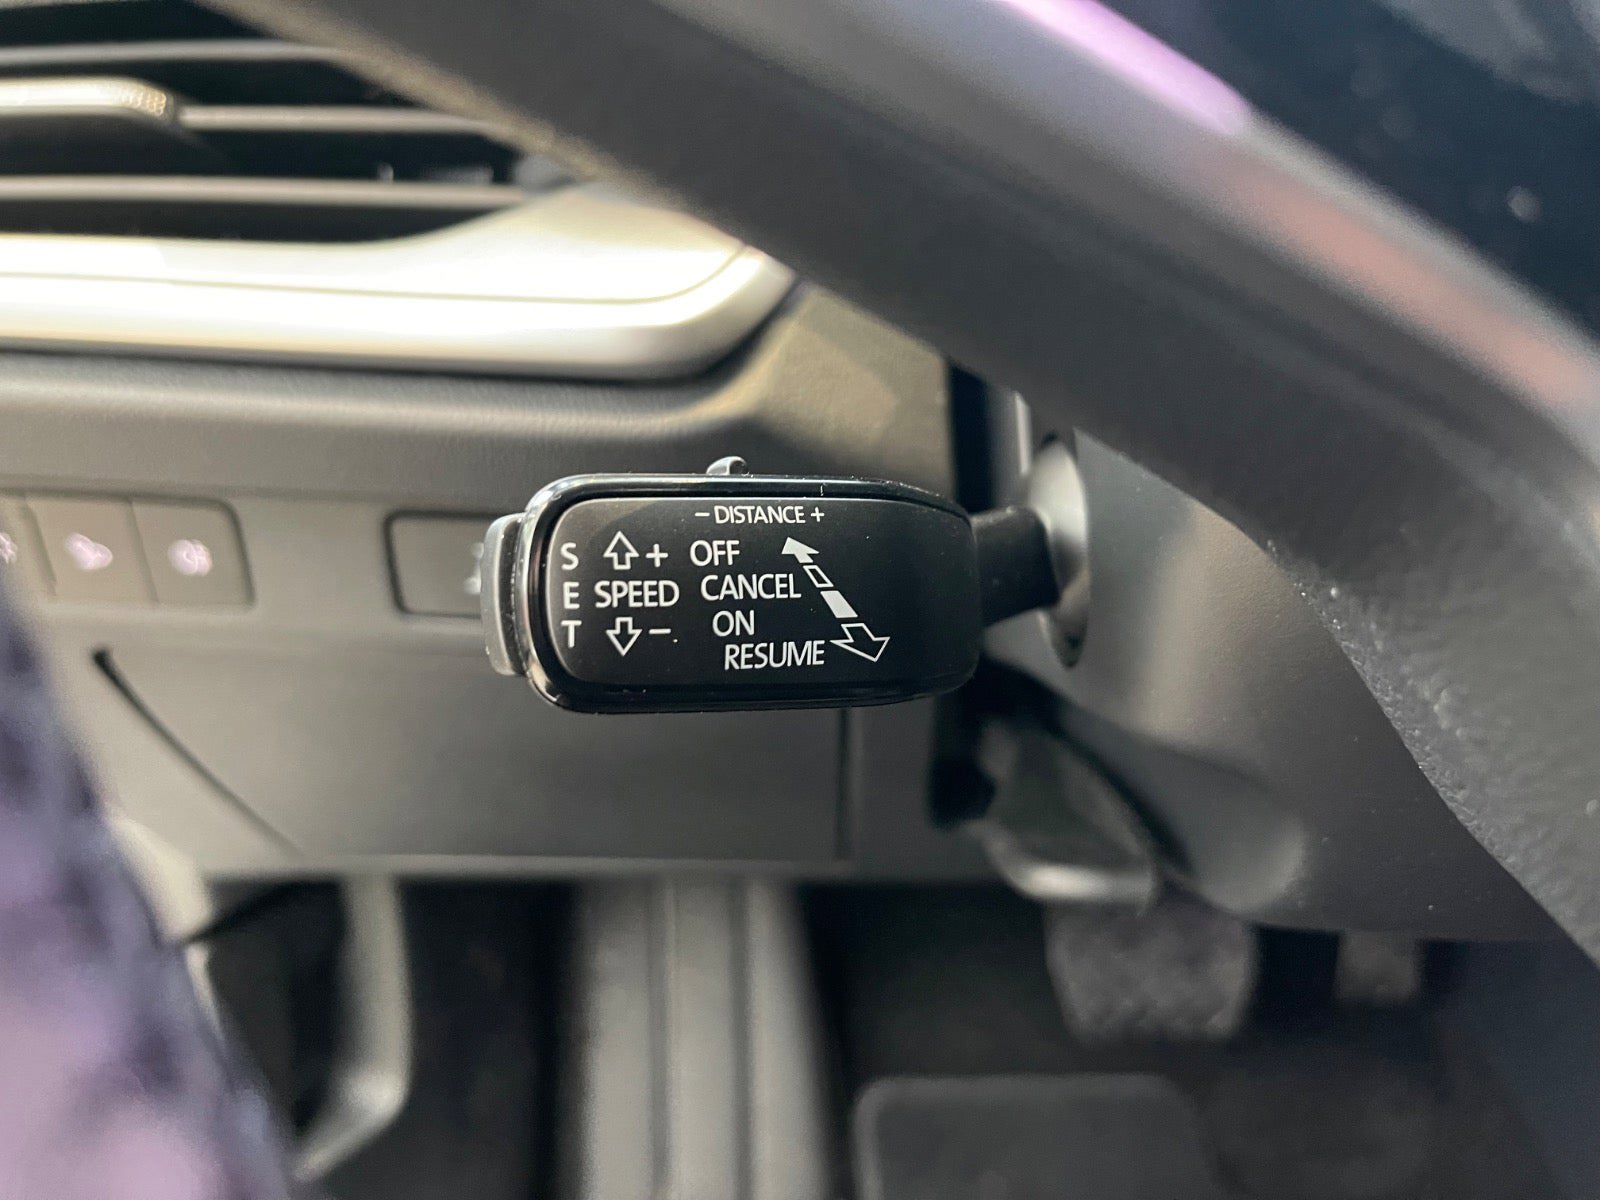 − DISTANCE +
S ⇧ + OFF
E SPEED CANCEL
T ⇩ − ON
RESUME